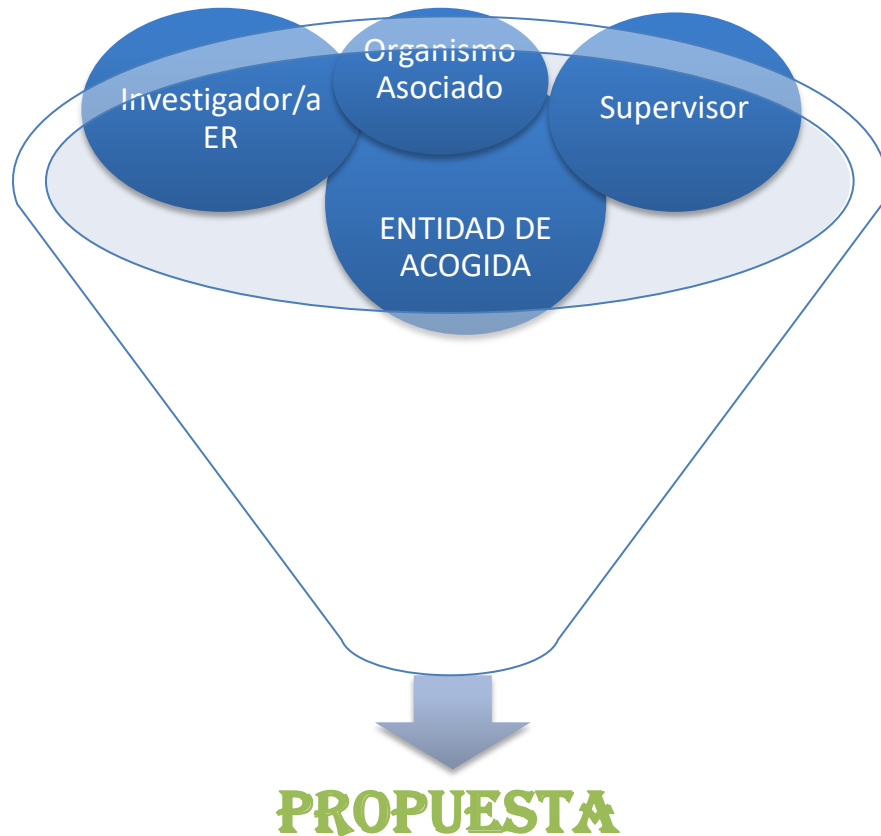 Investigador/a
ER
Organismo
Asociado
Supervisor
ENTIDAD DE
ACOGIDA
PROPUESTA